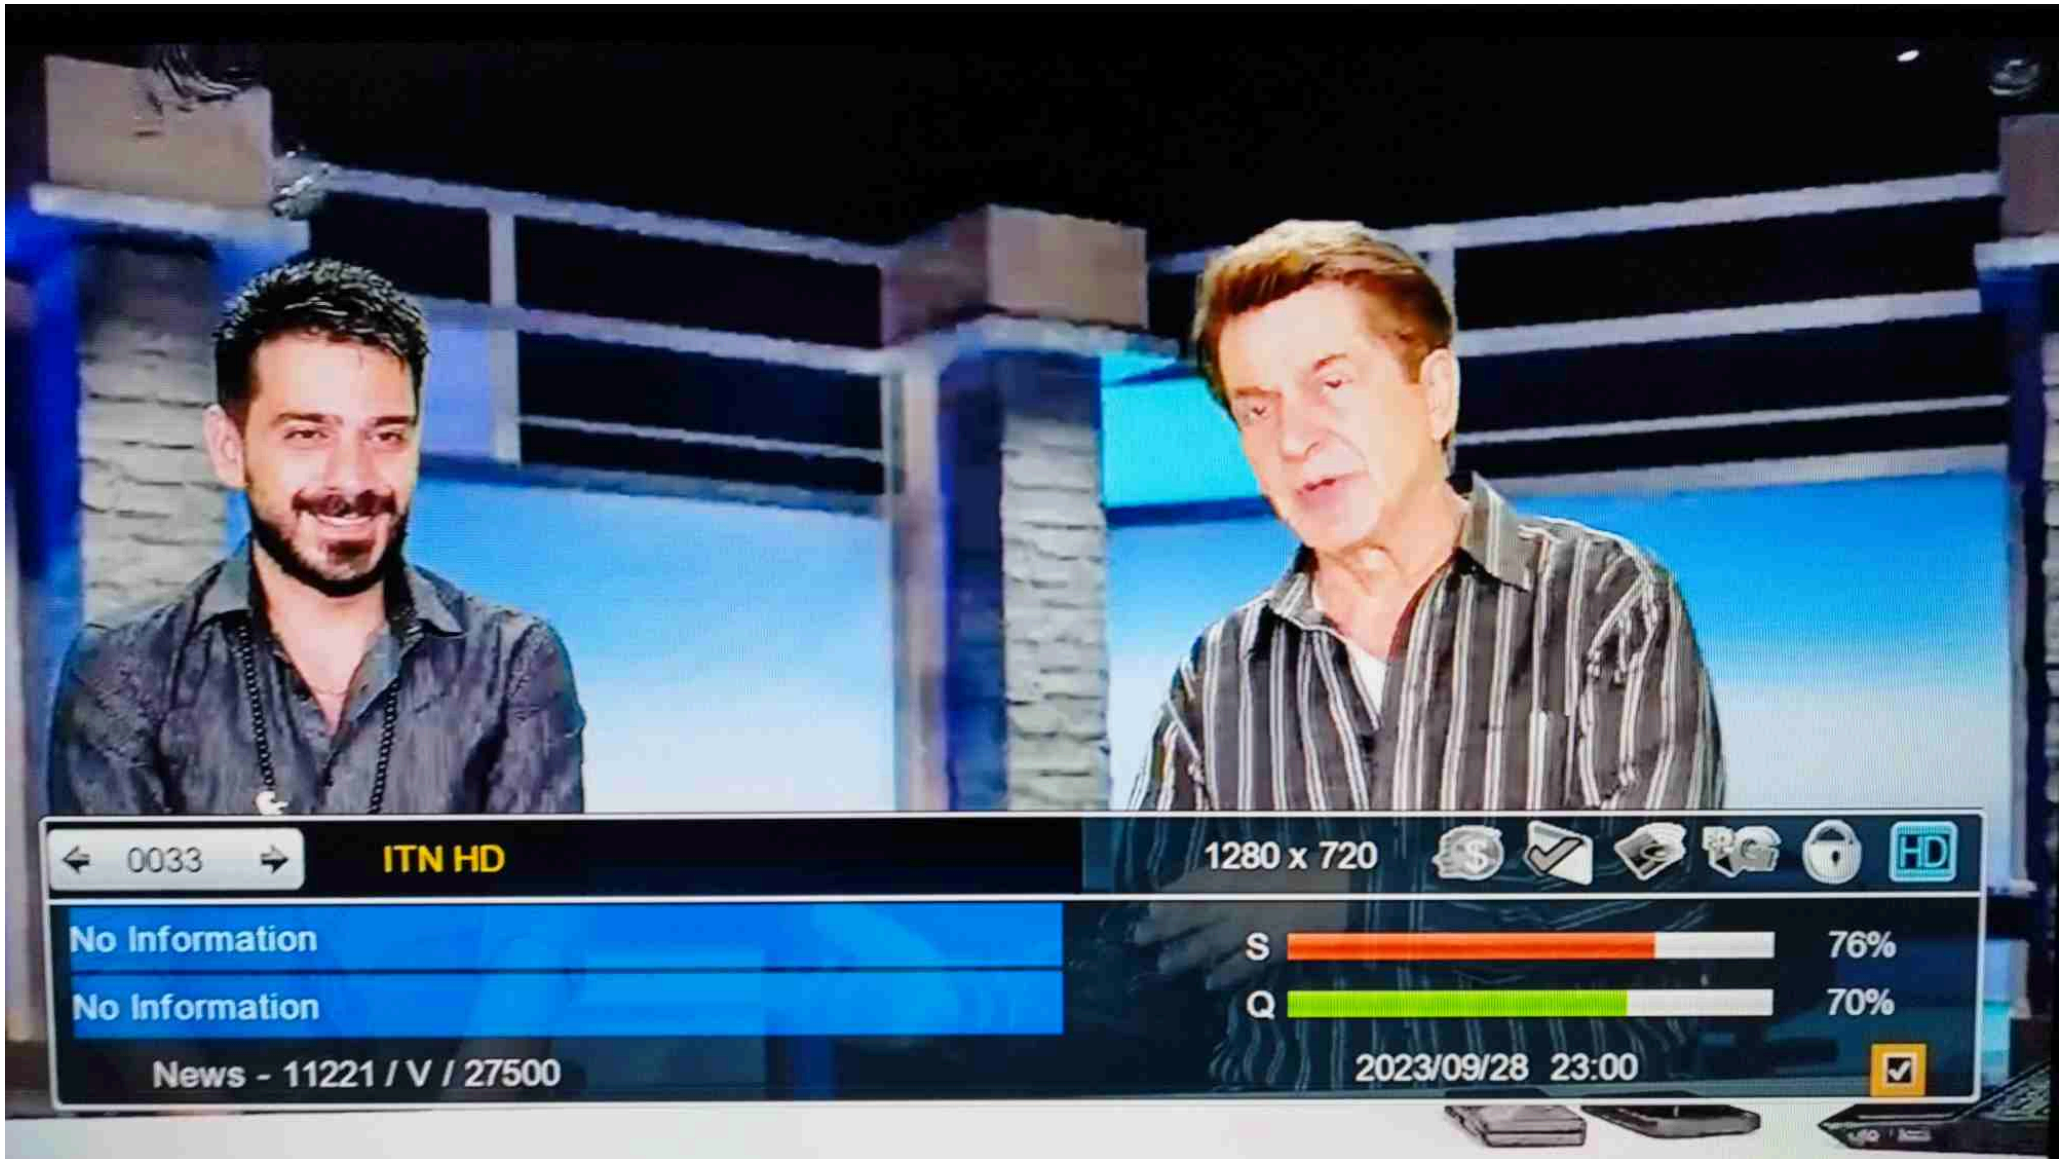 0033 ITN HD 1280 x 720 HD
No Information
S 76%
No Information
Q 70%
News - 11221 / V / 27500 2023/09/28 23:00